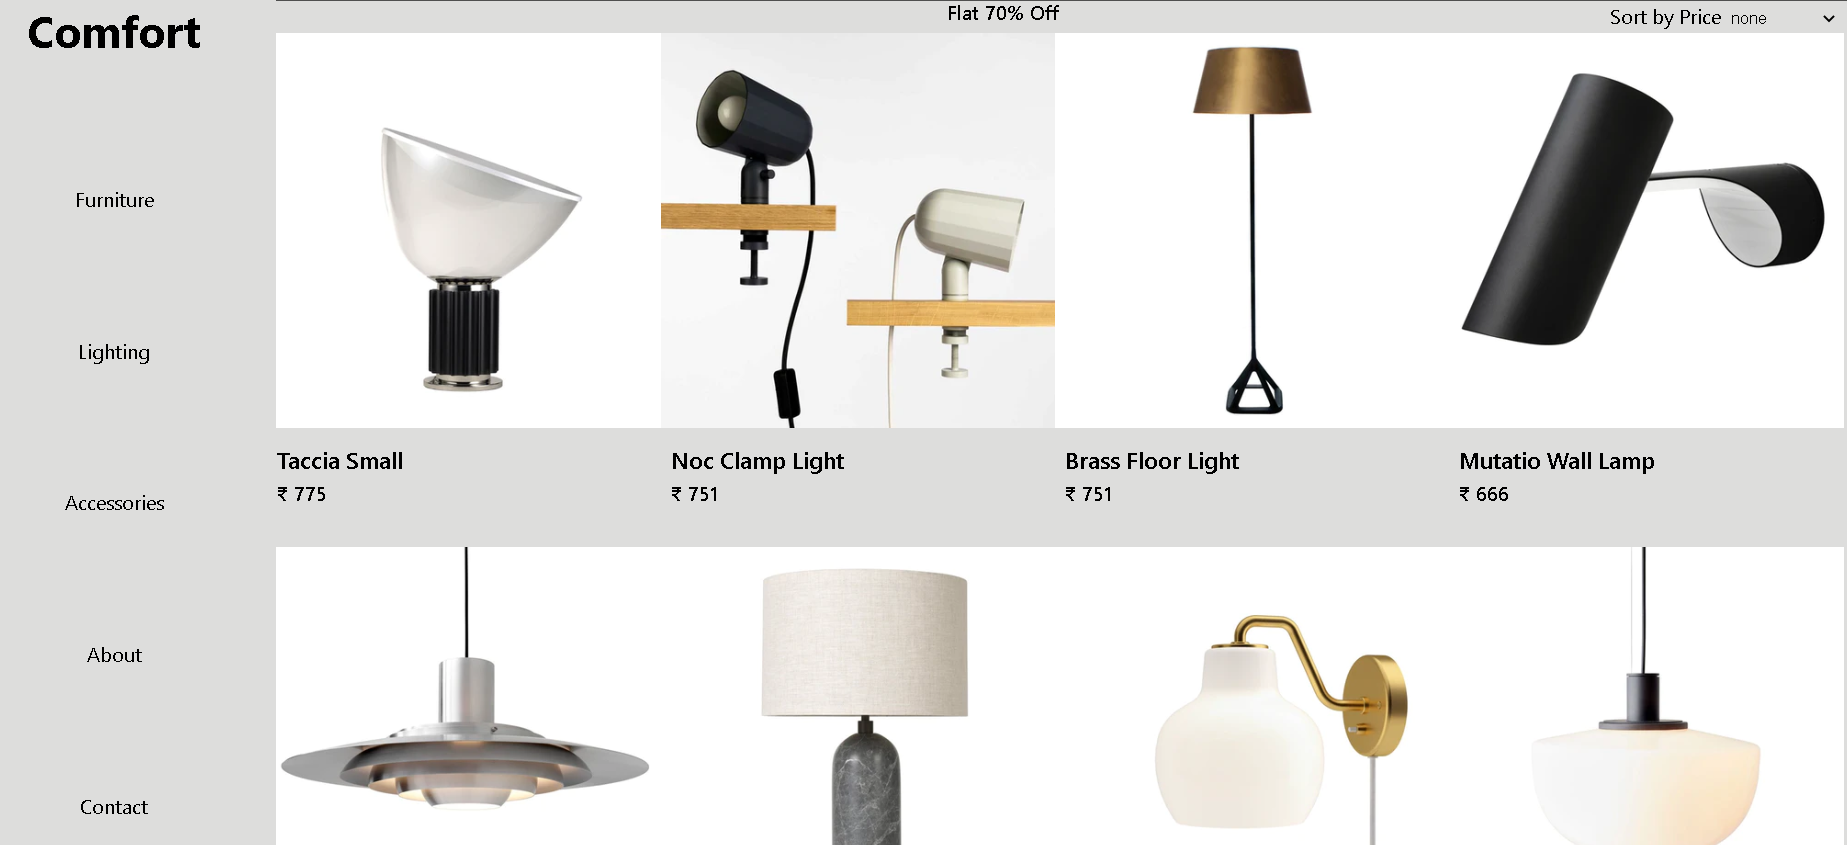 Comfort
Flat 70% Off
Sort by Price none
Furniture
Lighting
Accessories
About
Contact
Taccia Small
₹ 775
Noc Clamp Light
₹ 751
Brass Floor Light
₹ 751
Mutatio Wall Lamp
₹ 666